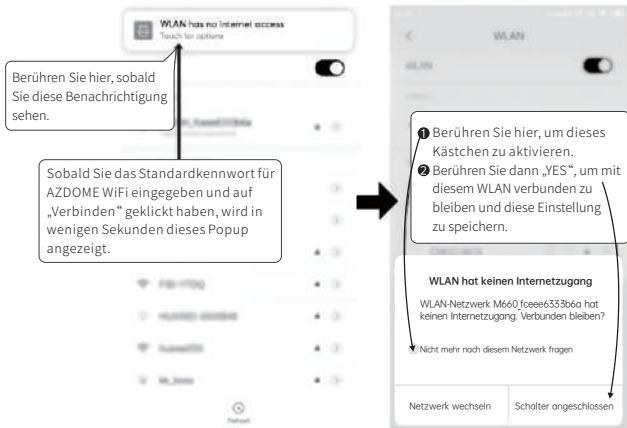 WLAN has no Internet access
Touch for options
Berühren Sie hier, sobald
Sie diese Benachrichtigung
sehen.
Sobald Sie das Standardkennwort für
AZDOME WiFi eingegeben und auf
„Verbinden“ geklickt haben, wird in
wenigen Sekunden dieses Popup
angezeigt.
Refresh
WLAN
WLAN
❶ Berühren Sie hier, um dieses
Kästchen zu aktivieren.
❷ Berühren Sie dann „YES“, um mit
diesem WLAN verbunden zu
bleiben und diese Einstellung
zu speichern.
WLAN hat keinen Internetzugang
WLAN-Netzwerk M660_fceee6333b6a hat
keinen Internetzugang. Verbunden bleiben?
Nicht mehr nach diesem Netzwerk fragen
Netzwerk wechseln
Schalter angeschlossen